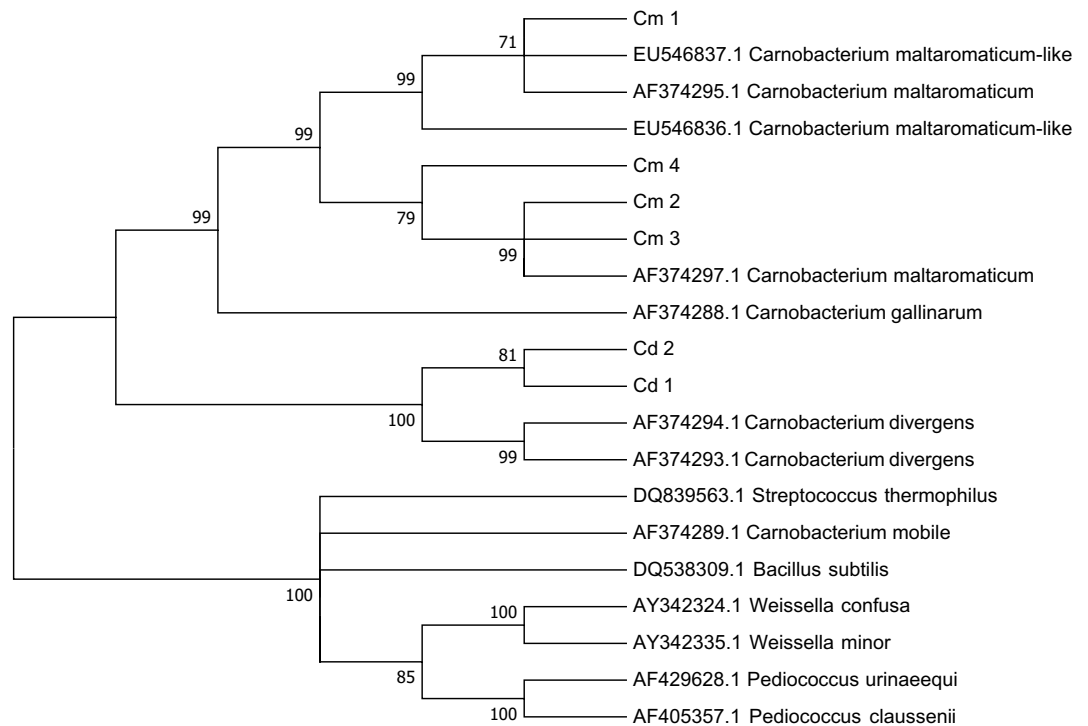 Cm 1
71
EU546837.1 Carnobacterium maltaromaticum-like
99
AF374295.1 Carnobacterium maltaromaticum
99
EU546836.1 Carnobacterium maltaromaticum-like
Cm 4
79
Cm 2
99
Cm 3
99
AF374297.1 Carnobacterium maltaromaticum
AF374288.1 Carnobacterium gallinarum
81
Cd 2
Cd 1
100
AF374294.1 Carnobacterium divergens
99
AF374293.1 Carnobacterium divergens
DQ839563.1 Streptococcus thermophilus
AF374289.1 Carnobacterium mobile
DQ538309.1 Bacillus subtilis
100
100
AY342324.1 Weissella confusa
AY342335.1 Weissella minor
85
AF429628.1 Pediococcus urinaeequi
100
AF405357.1 Pediococcus claussenii